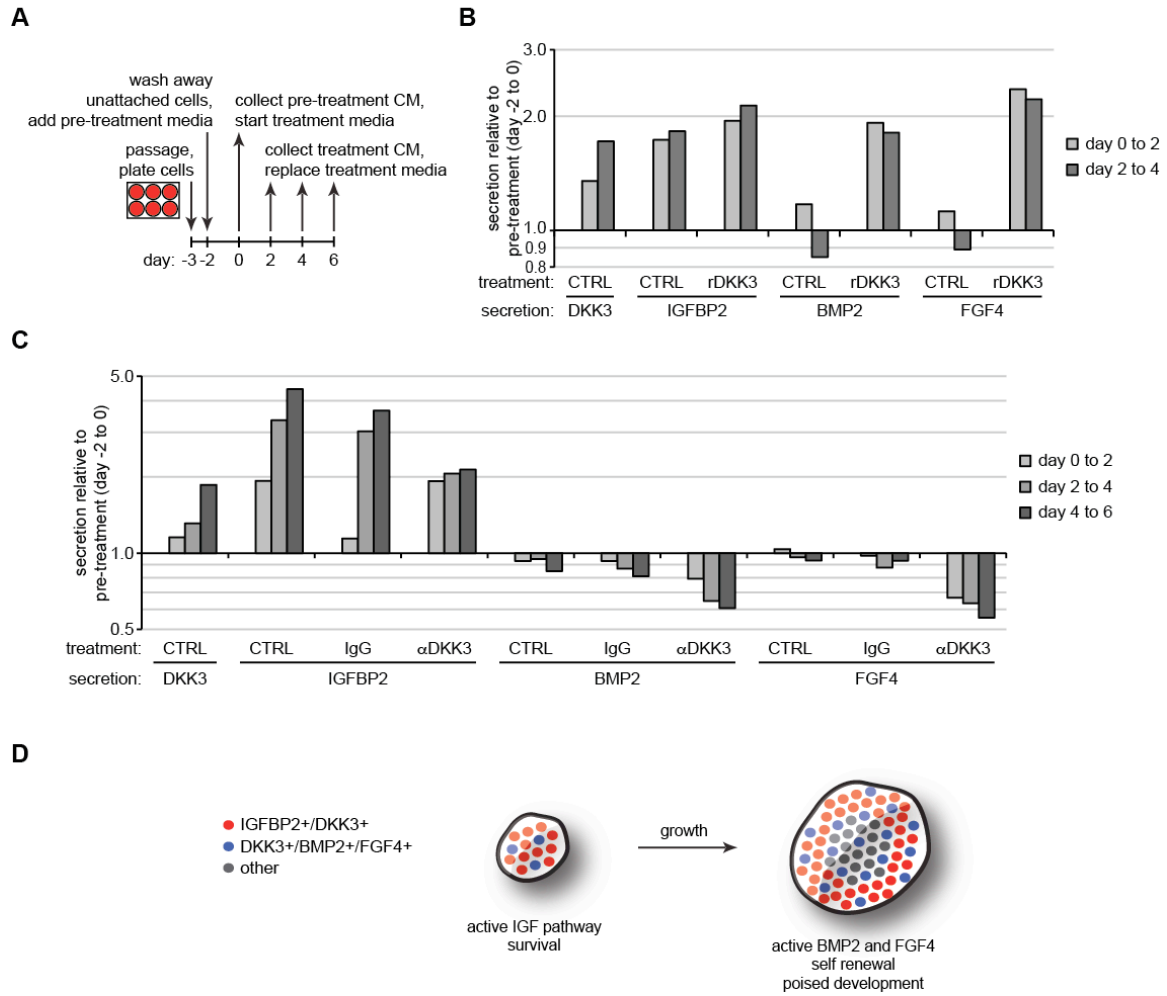 A
wash away
unattached cells,
add pre-treatment media
collect pre-treatment CM,
start treatment media
passage,
plate cells
collect treatment CM,
replace treatment media
day: -3 -2 0 2 4 6
B
secretion relative to
pre-treatment (day -2 to 0)
3.0
2.0
1.0
0.9
0.8
day 0 to 2
day 2 to 4
treatment: CTRL CTRL rDKK3 CTRL rDKK3 CTRL rDKK3
secretion: DKK3 IGFBP2 BMP2 FGF4
C
secretion relative to
pre-treatment (day -2 to 0)
5.0
1.0
0.5
day 0 to 2
day 2 to 4
day 4 to 6
treatment: CTRL CTRL IgG αDKK3 CTRL IgG αDKK3 CTRL IgG αDKK3
secretion: DKK3 IGFBP2 BMP2 FGF4
D
IGFBP2+/DKK3+
DKK3+/BMP2+/FGF4+
other
growth
active IGF pathway
survival
active BMP2 and FGF4
self renewal
poised development